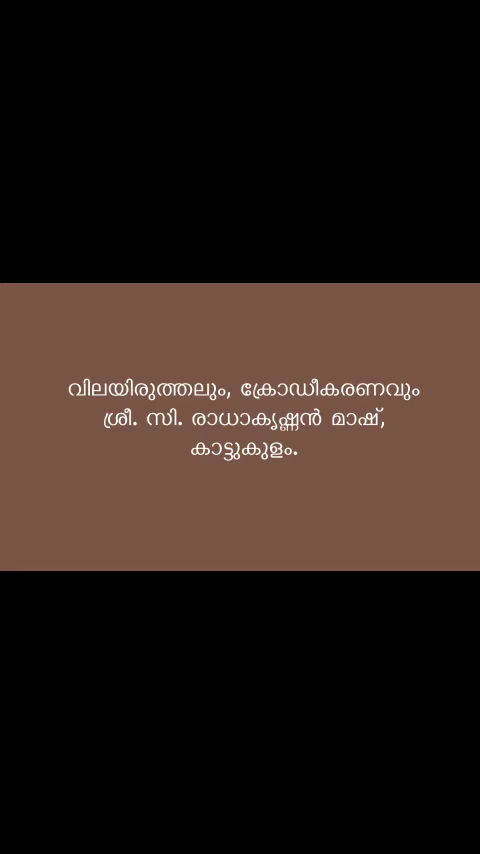 വിലയിരുത്തലും, ക്രോഡീകരണവും
ശ്രീ. സി. രാധാകൃഷ്ണൻ മാഷ്,
കാട്ടുകുളം.